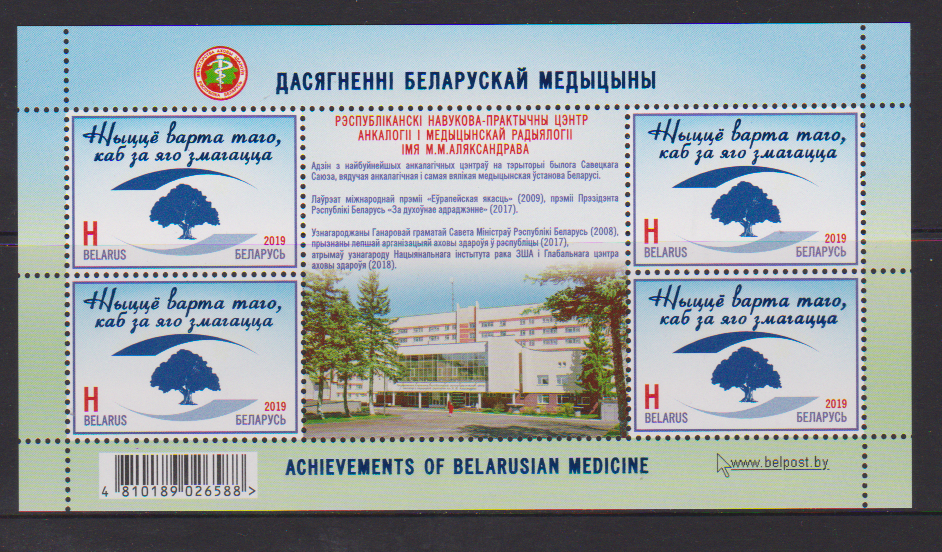 ДАСЯГНЕННІ БЕЛАРУСКАЙ МЕДЫЦЫНЫ
Жыццё варта таго,
каб за яго змагацца
H
2019
BELARUS
БЕЛАРУСЬ
РЭСПУБЛІКАНСКІ НАВУКОВА-ПРАКТЫЧНЫ ЦЭНТР
АНКАЛОГІІ І МЕДЫЦЫНСКАЙ РАДЫЯЛОГІІ
ІМЯ М.М.АЛЯКСАНДРАВА
Адзін з найбуйнейшых анкалагічных цэнтраў на тэрыторыі былога Савецкага
Саюза, вядучая анкалагічная і самая вялікая медыцынская ўстанова Беларусі.
Лаўрэат міжнароднай прэміі «Еўрапейская якасць» (2009), прэміі Прэзідэнта
Рэспублікі Беларусь «За духоўнае адраджэнне» (2017).
Узнагароджаны Ганаровай граматай Савета Міністраў Рэспублікі Беларусь (2008),
прызнаны лепшай арганізацыяй аховы здароўя ў рэспубліцы (2017),
атрымаў узнагароду Нацыянальнага інстытута рака ЗША і Глабальнага цэнтра
аховы здароўя (2018).
Жыццё варта таго,
каб за яго змагацца
H
2019
BELARUS
БЕЛАРУСЬ
Жыццё варта таго,
каб за яго змагацца
H
2019
BELARUS
БЕЛАРУСЬ
Жыццё варта таго,
каб за яго змагацца
H
2019
BELARUS
БЕЛАРУСЬ
4 810189 026588 >
ACHIEVEMENTS OF BELARUSIAN MEDICINE
www.belpost.by